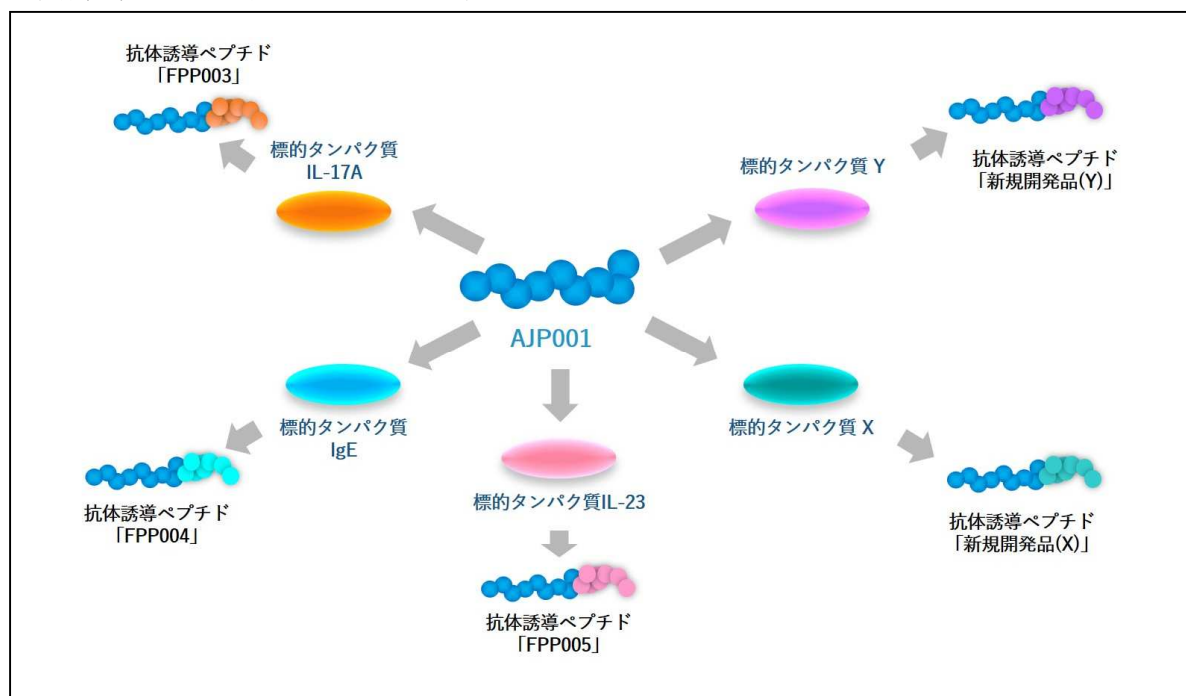 抗体誘導ペプチド
「FPP003」
標的タンパク質
IL-17A
標的タンパク質 Y
抗体誘導ペプチド
「新規開発品(Y)」
AJP001
標的タンパク質
IgE
標的タンパク質 X
標的タンパク質IL-23
抗体誘導ペプチド
「FPP004」
抗体誘導ペプチド
「新規開発品(X)」
抗体誘導ペプチド
「FPP005」